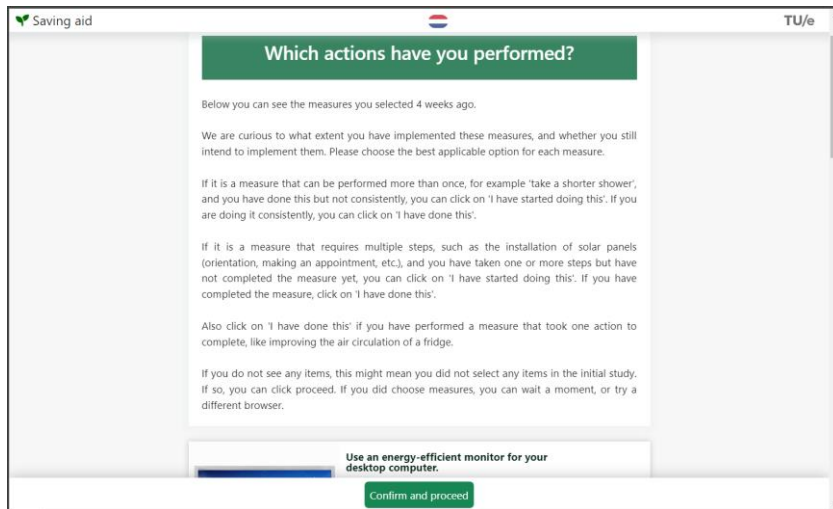 Saving aid
TU/e
Which actions have you performed?
Below you can see the measures you selected 4 weeks ago.
We are curious to what extent you have implemented these measures, and whether you still
intend to implement them. Please choose the best applicable option for each measure.
If it is a measure that can be performed more than once, for example 'take a shorter shower',
and you have done this but not consistently, you can click on 'I have started doing this'. If you
are doing it consistently, you can click on 'I have done this'.
If it is a measure that requires multiple steps, such as the installation of solar panels
(orientation, making an appointment, etc.), and you have taken one or more steps but have
not completed the measure yet, you can click on 'I have started doing this'. If you have
completed the measure, click on 'I have done this'.
Also click on 'I have done this' if you have performed a measure that took one action to
complete, like improving the air circulation of a fridge.
If you do not see any items, this might mean you did not select any items in the initial study.
If so, you can click proceed. If you did choose measures, you can wait a moment, or try a
different browser.
Use an energy-efficient monitor for your
desktop computer.
Confirm and proceed